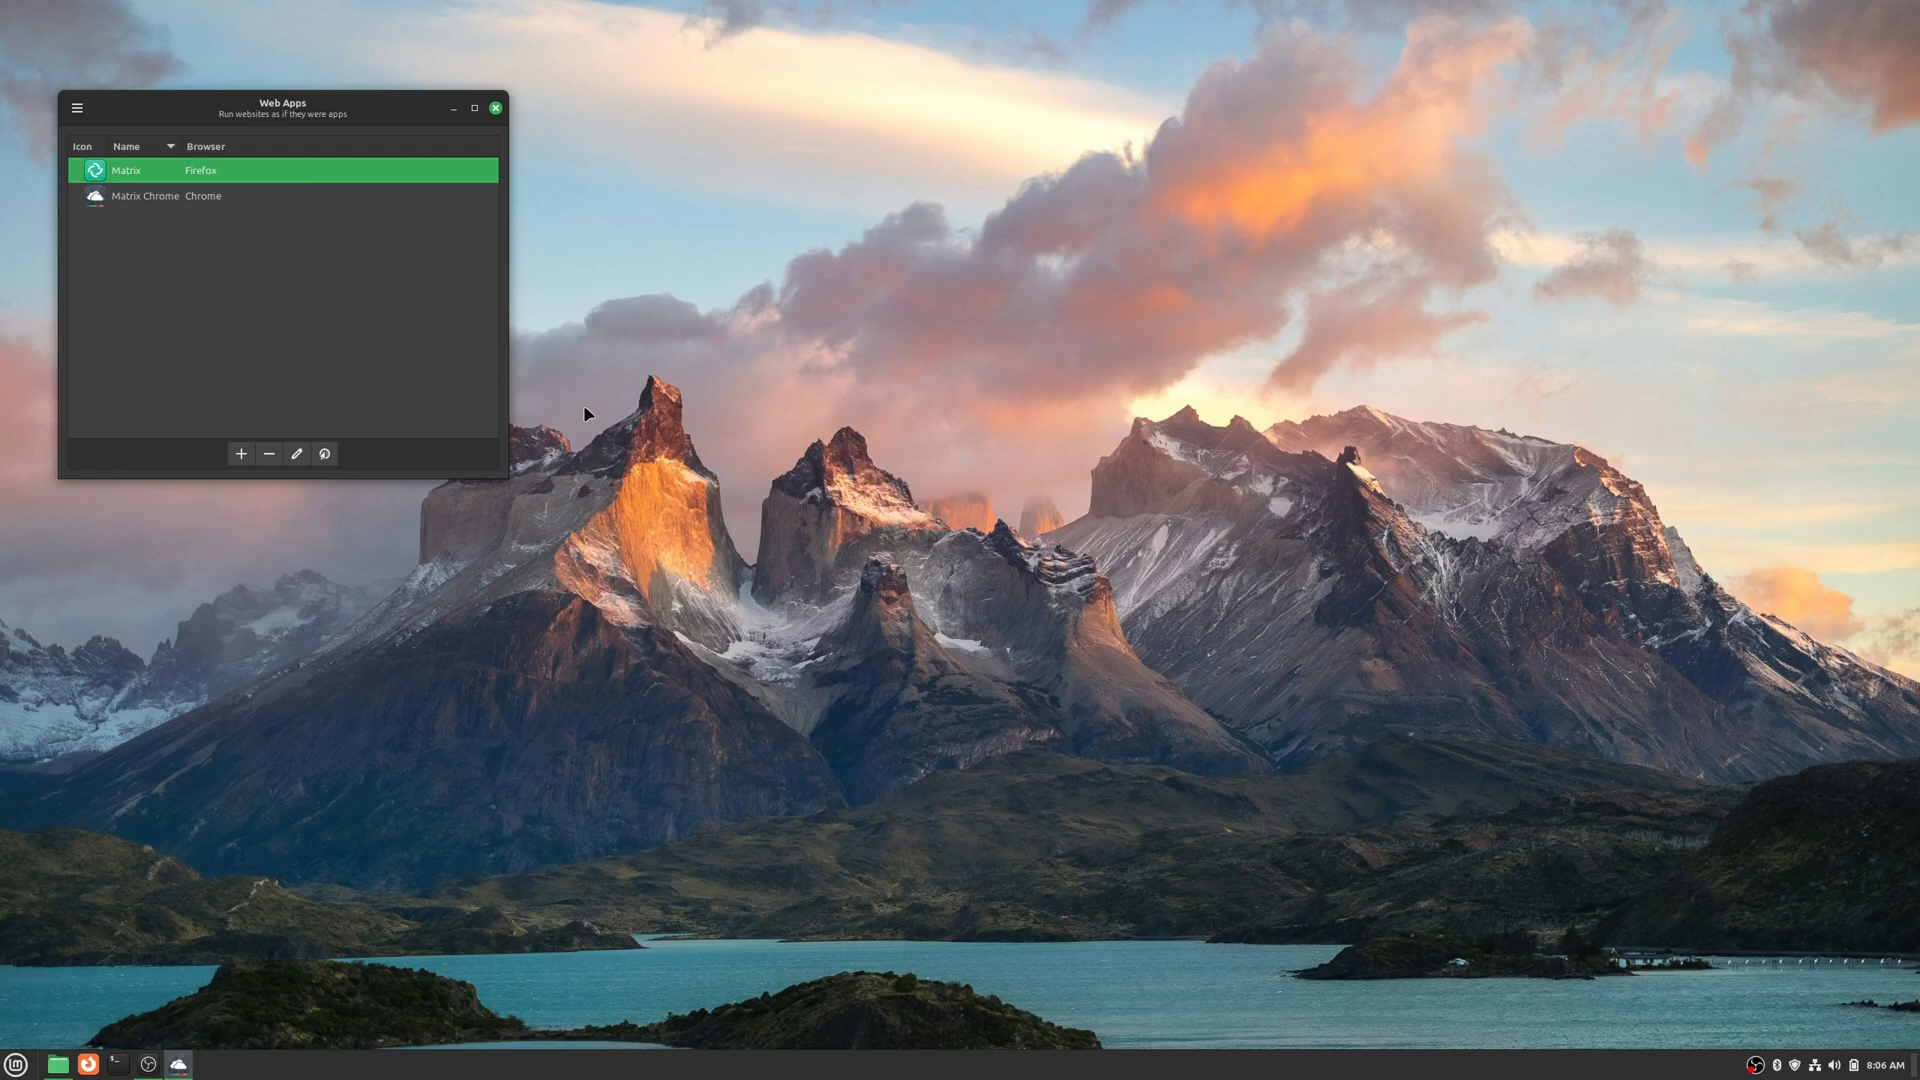 Web Apps
Run websites as if they were apps
Icon Name Browser
Matrix Firefox
Matrix Chrome Chrome
8:06 AM